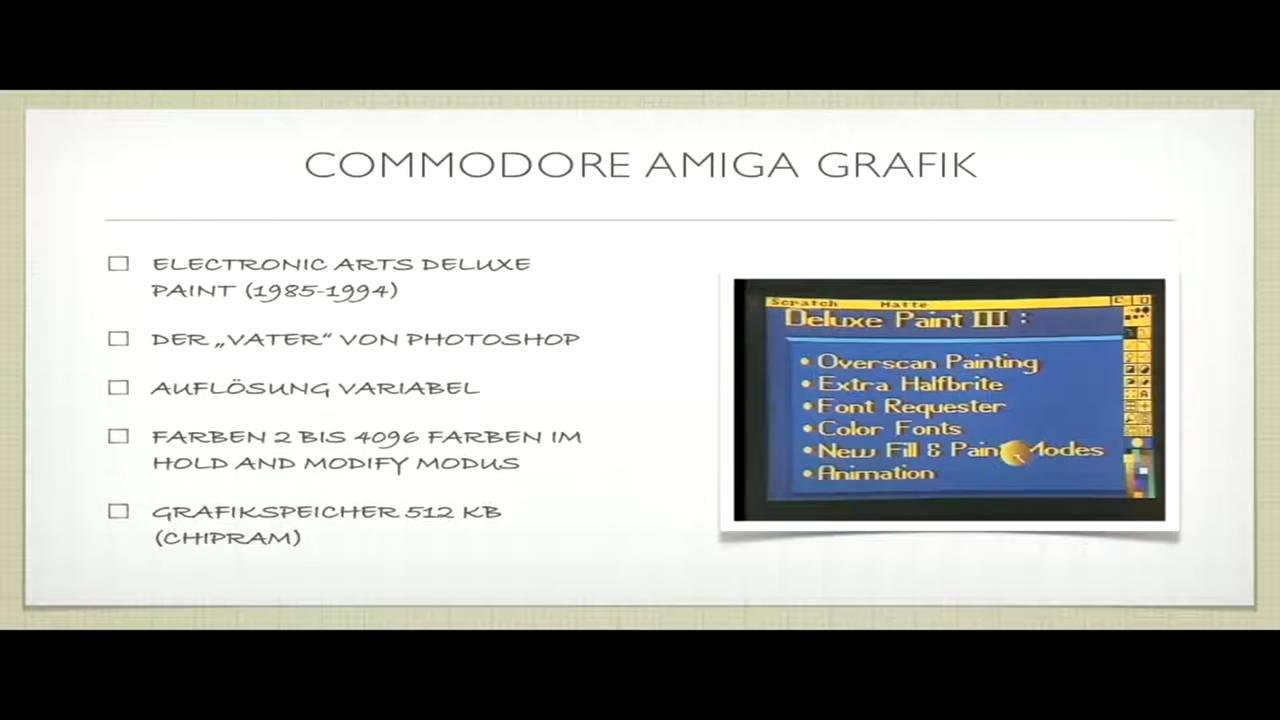 COMMODORE AMIGA GRAFIK
ELECTRONIC ARTS DELUXE
PAINT (1985-1994)
DER „VATER“ VON PHOTOSHOP
AUFLÖSUNG VARIABEL
FARBEN 2 BIS 4096 FARBEN IM
HOLD AND MODIFY MODUS
GRAFIKSPEICHER 512 KB
(CHIPRAM)
Scratch Matte
Deluxe Paint III :
• Overscan Painting
• Extra Halfbrite
• Font Requester
• Color Fonts
• New Fill & Paint Modes
• Animation